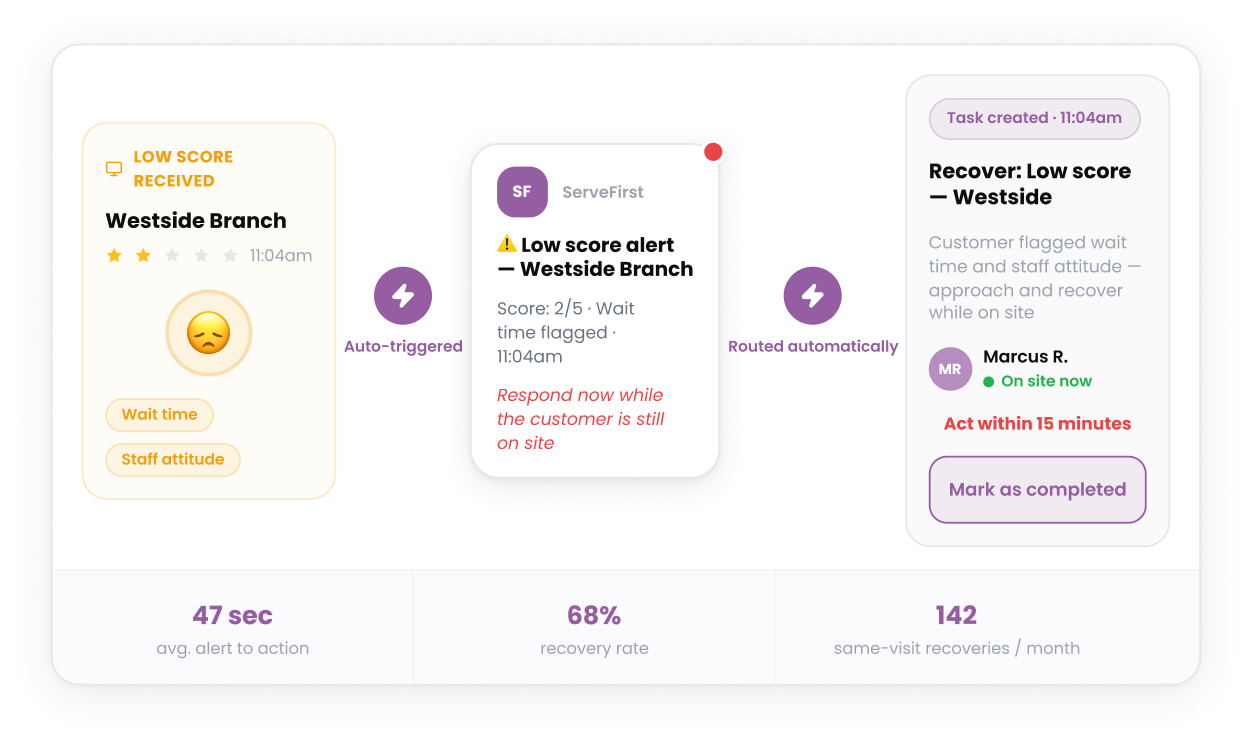 LOW SCORE
RECEIVED
Westside Branch
11:04am
Wait time
Staff attitude
Auto-triggered
SF
ServeFirst
⚠️ Low score alert
— Westside Branch
Score: 2/5 · Wait
time flagged ·
11:04am
Respond now while
the customer is still
on site
Routed automatically
Task created · 11:04am
Recover: Low score
— Westside
Customer flagged wait
time and staff attitude —
approach and recover
while on site
MR
Marcus R.
On site now
Act within 15 minutes
Mark as completed
47 sec
avg. alert to action
68%
recovery rate
142
same-visit recoveries / month